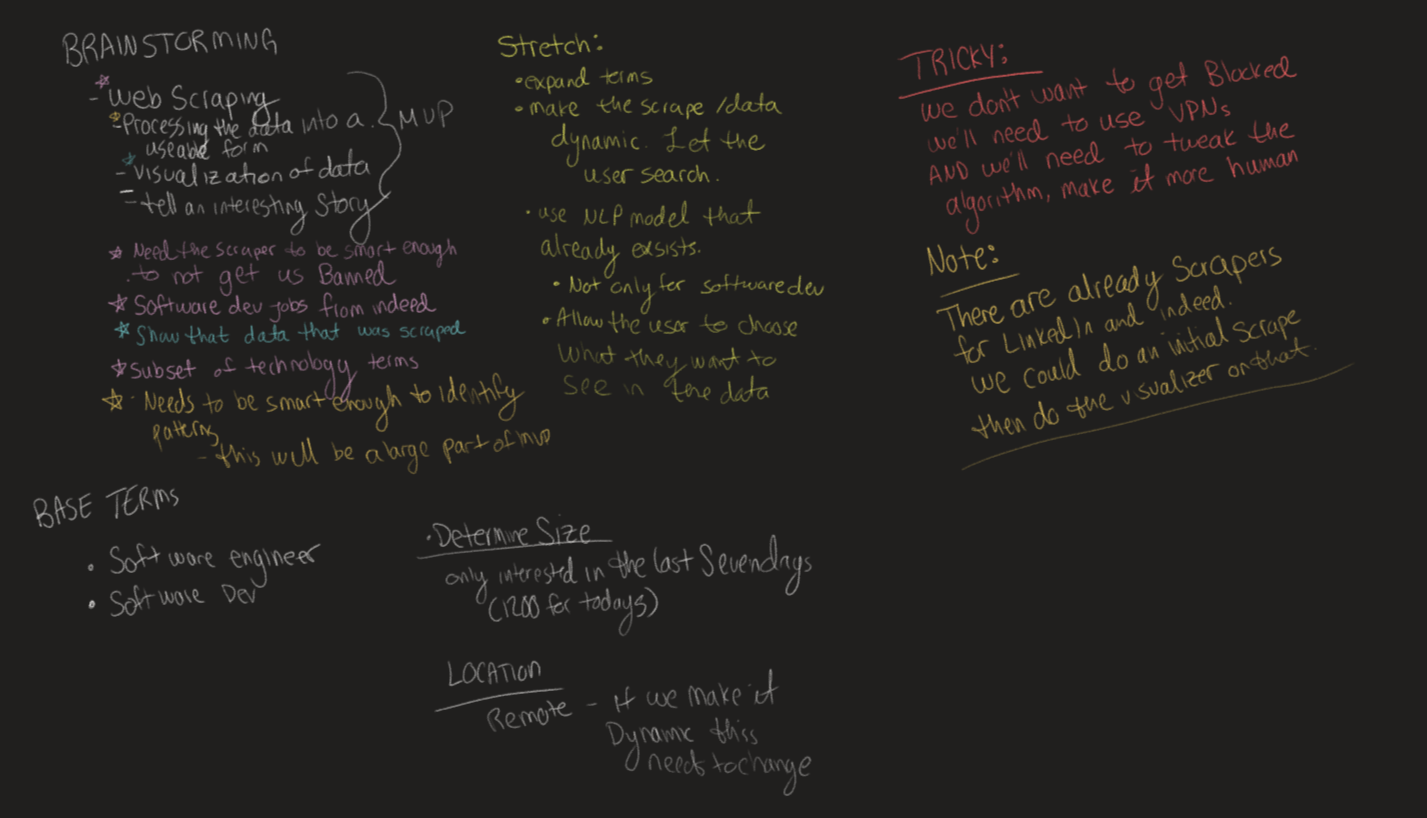 BRAINSTORMING
- Web Scraping
- Processing the data into a
useable form
- Visualization of data
- tell an interesting Story
MVP
Need the scraper to be smart enough
to not get us Banned
Software dev jobs from indeed
Show that data that was scraped
Subset of technology terms
Needs to be smart enough to identify
patterns
- this will be a large part of mvp
Stretch:
• expand terms
• make the scrape / data
dynamic. Let the
user search.
• use NLP model that
already exsists.
• Not only for software dev
• Allow the user to choose
What they want to
See in the data
TRICKY:
We don't want to get Blocked
we'll need to use VPNs
AND we'll need to tweak the
algorithm, make it more human
Note:
There are already Scrapers
for LinkedIn and indeed.
we could do an initial scrape
then do the visualizer on that.
BASE TERMS
• Software engineer
• Software Dev
• Determine Size
only interested in the last Seven days
(1200 for todays)
LOCATION
Remote - If we make it
Dynamic this
needs to change